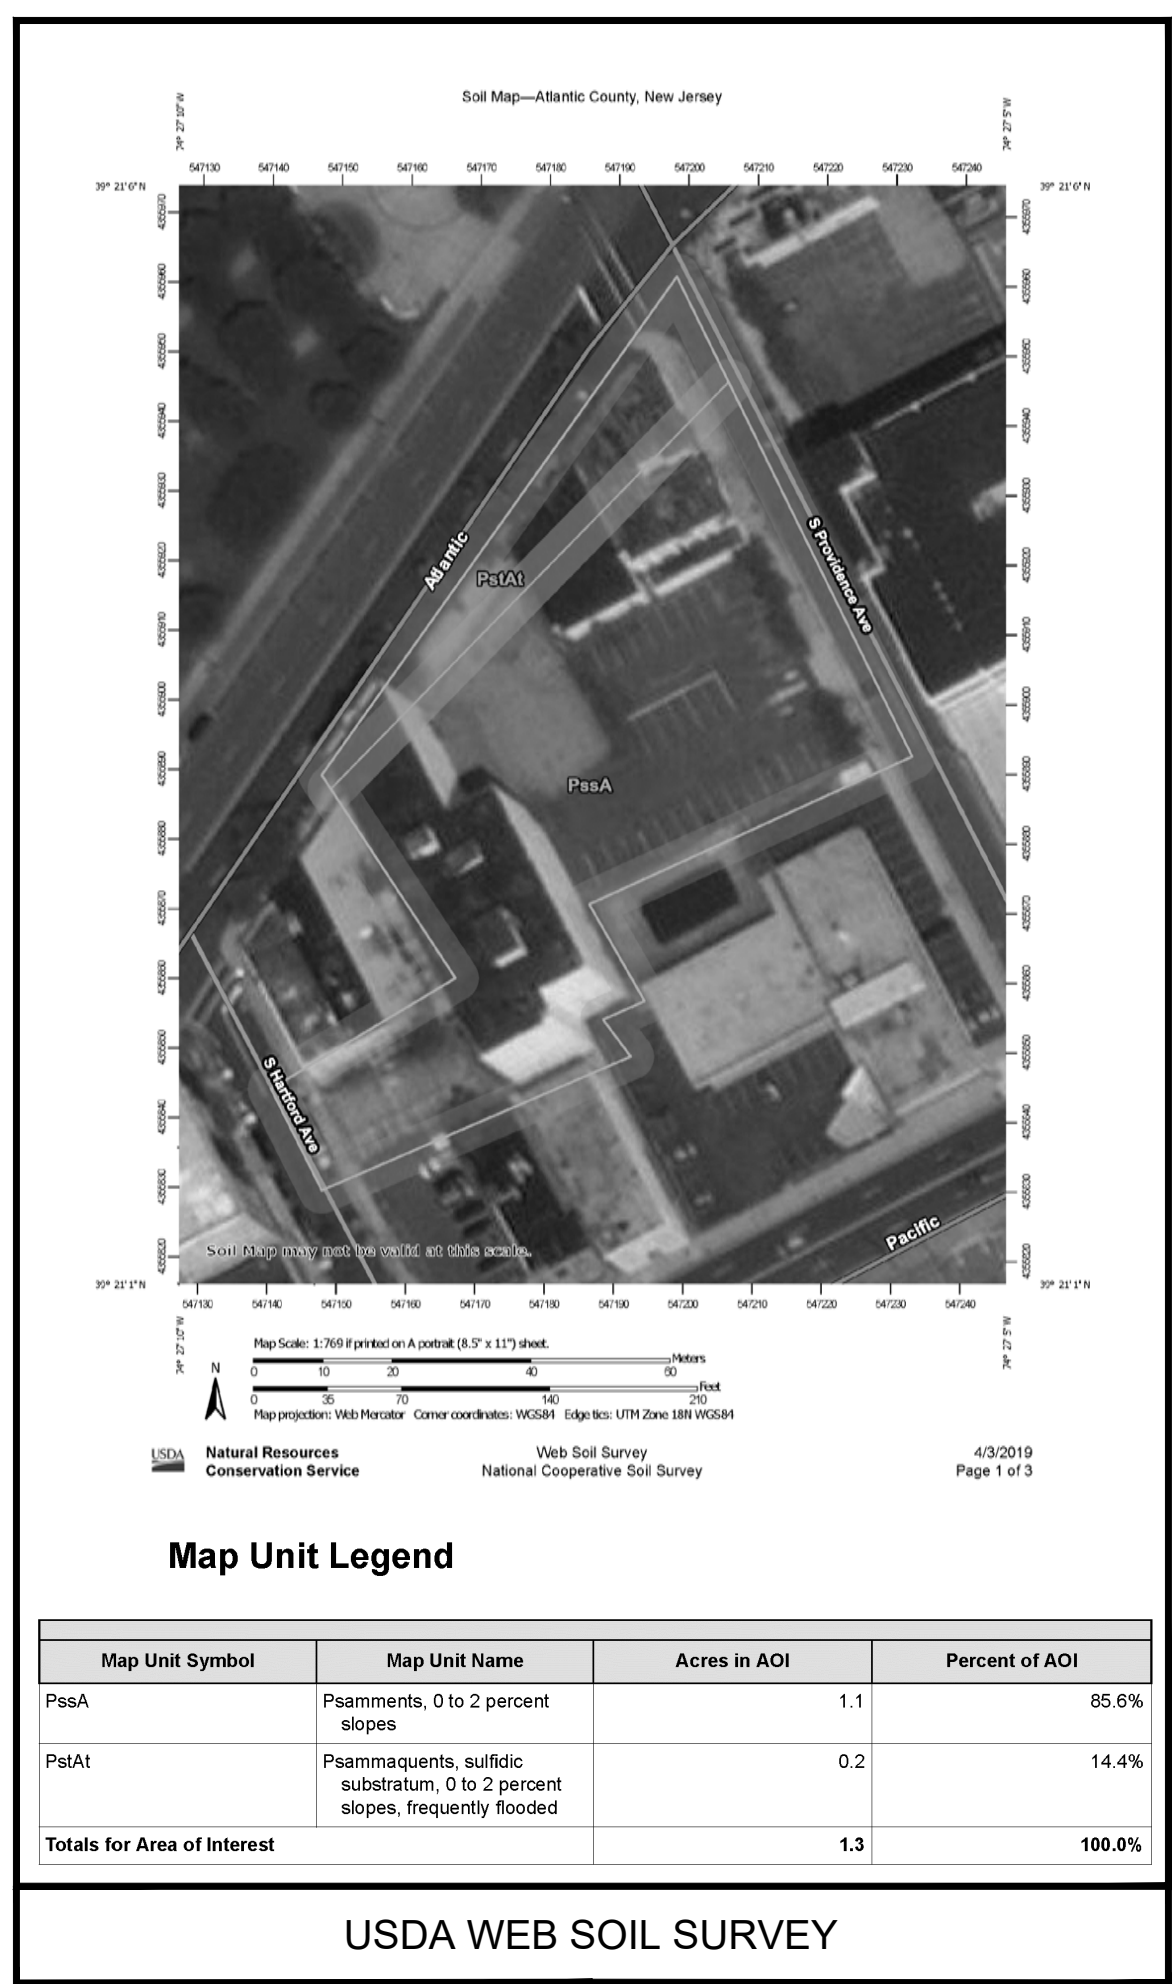 Soil Map—Atlantic County, New Jersey
74° 27' 10'' W
74° 27' 5'' W
547130 547140 547150 547160 547170 547180 547190 547200 547210 547220 547230 547240
39° 21' 6'' N
39° 21' 6'' N
Atlantic
PstAt
S Providence Ave
PssA
S Hartford Ave
Pacific
Soil Map may not be valid at this scale.
39° 21' 1'' N
39° 21' 1'' N
547130 547140 547150 547160 547170 547180 547190 547200 547210 547220 547230 547240
74° 27' 10'' W
74° 27' 5'' W
Map Scale: 1:769 if printed on A portrait (8.5" x 11") sheet.
Meters
0 10 20 40 60
Feet
0 35 70 140 210
Map projection: Web Mercator Corner coordinates: WGS84 Edge tics: UTM Zone 18N WGS84
N
USDA
Natural Resources
Conservation Service
Web Soil Survey
National Cooperative Soil Survey
4/3/2019
Page 1 of 3
Map Unit Legend
Map Unit Symbol Map Unit Name Acres in AOI Percent of AOI
PssA Psamments, 0 to 2 percent 1.1 85.6%
slopes
PstAt Psammaquents, sulfidic 0.2 14.4%
substratum, 0 to 2 percent
slopes, frequently flooded
Totals for Area of Interest 1.3 100.0%
USDA WEB SOIL SURVEY